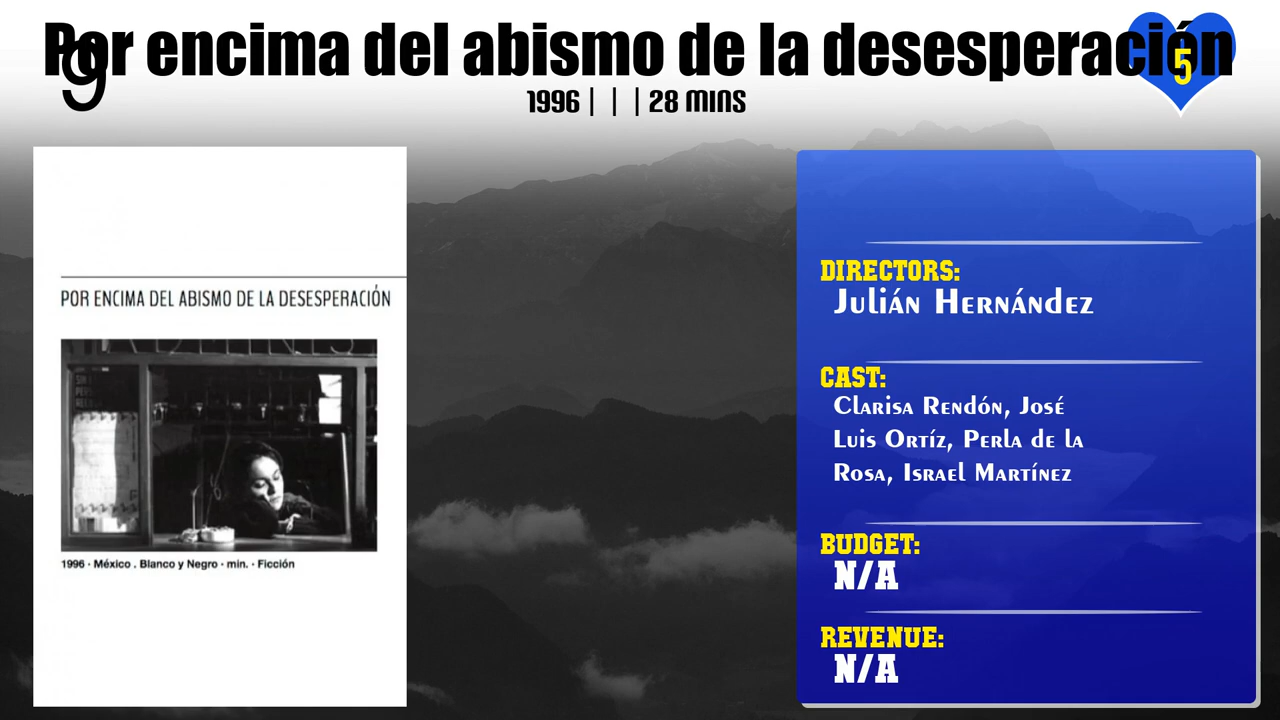 Por encima del abismo de la desesperación
9
5
1996 | | | 28 mins
POR ENCIMA DEL ABISMO DE LA DESESPERACIÓN
1996 · México . Blanco y Negro · min. · Ficción
DIRECTORS:
Julián Hernández
CAST:
Clarisa Rendón, José
Luis Ortíz, Perla de la
Rosa, Israel Martínez
BUDGET:
N/A
REVENUE:
N/A